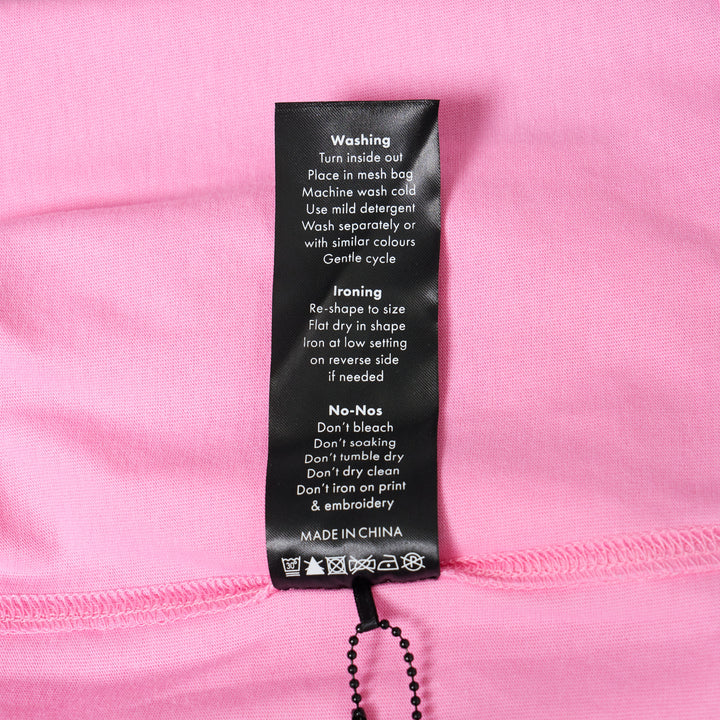 Washing
Turn inside out
Place in mesh bag
Machine wash cold
Use mild detergent
Wash separately or
with similar colours
Gentle cycle
Ironing
Re-shape to size
Flat dry in shape
Iron at low setting
on reverse side
if needed
No-Nos
Don't bleach
Don't soaking
Don't tumble dry
Don't dry clean
Don't iron on print
& embroidery
MADE IN CHINA
30° R